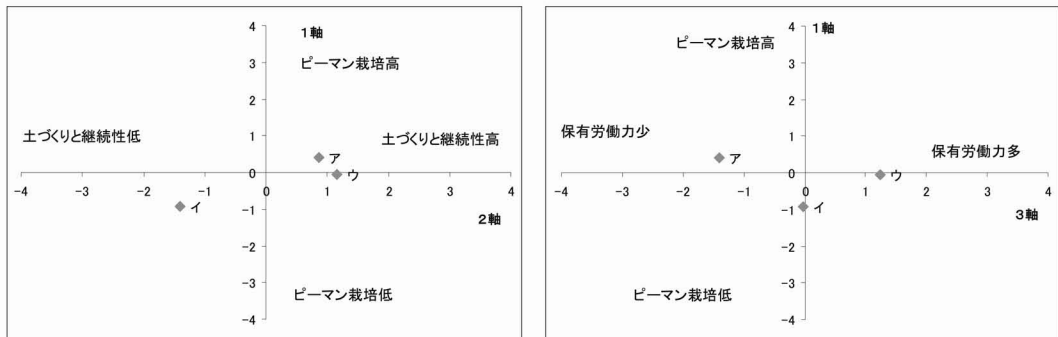 4
1軸
ピーマン栽培高
3
2
土づくりと継続性低
1
土づくりと継続性高
ア
ウ
0
-4 -3 -2 -1 0 1 2 3 4
イ
-1
2軸
-2
-3
ピーマン栽培低
-4
4
1軸
ピーマン栽培高
3
2
保有労働力少
1
保有労働力多
ア
ウ
0
-4 -3 -2 -1 0 1 2 3 4
イ
-1
3軸
-2
-3
ピーマン栽培低
-4